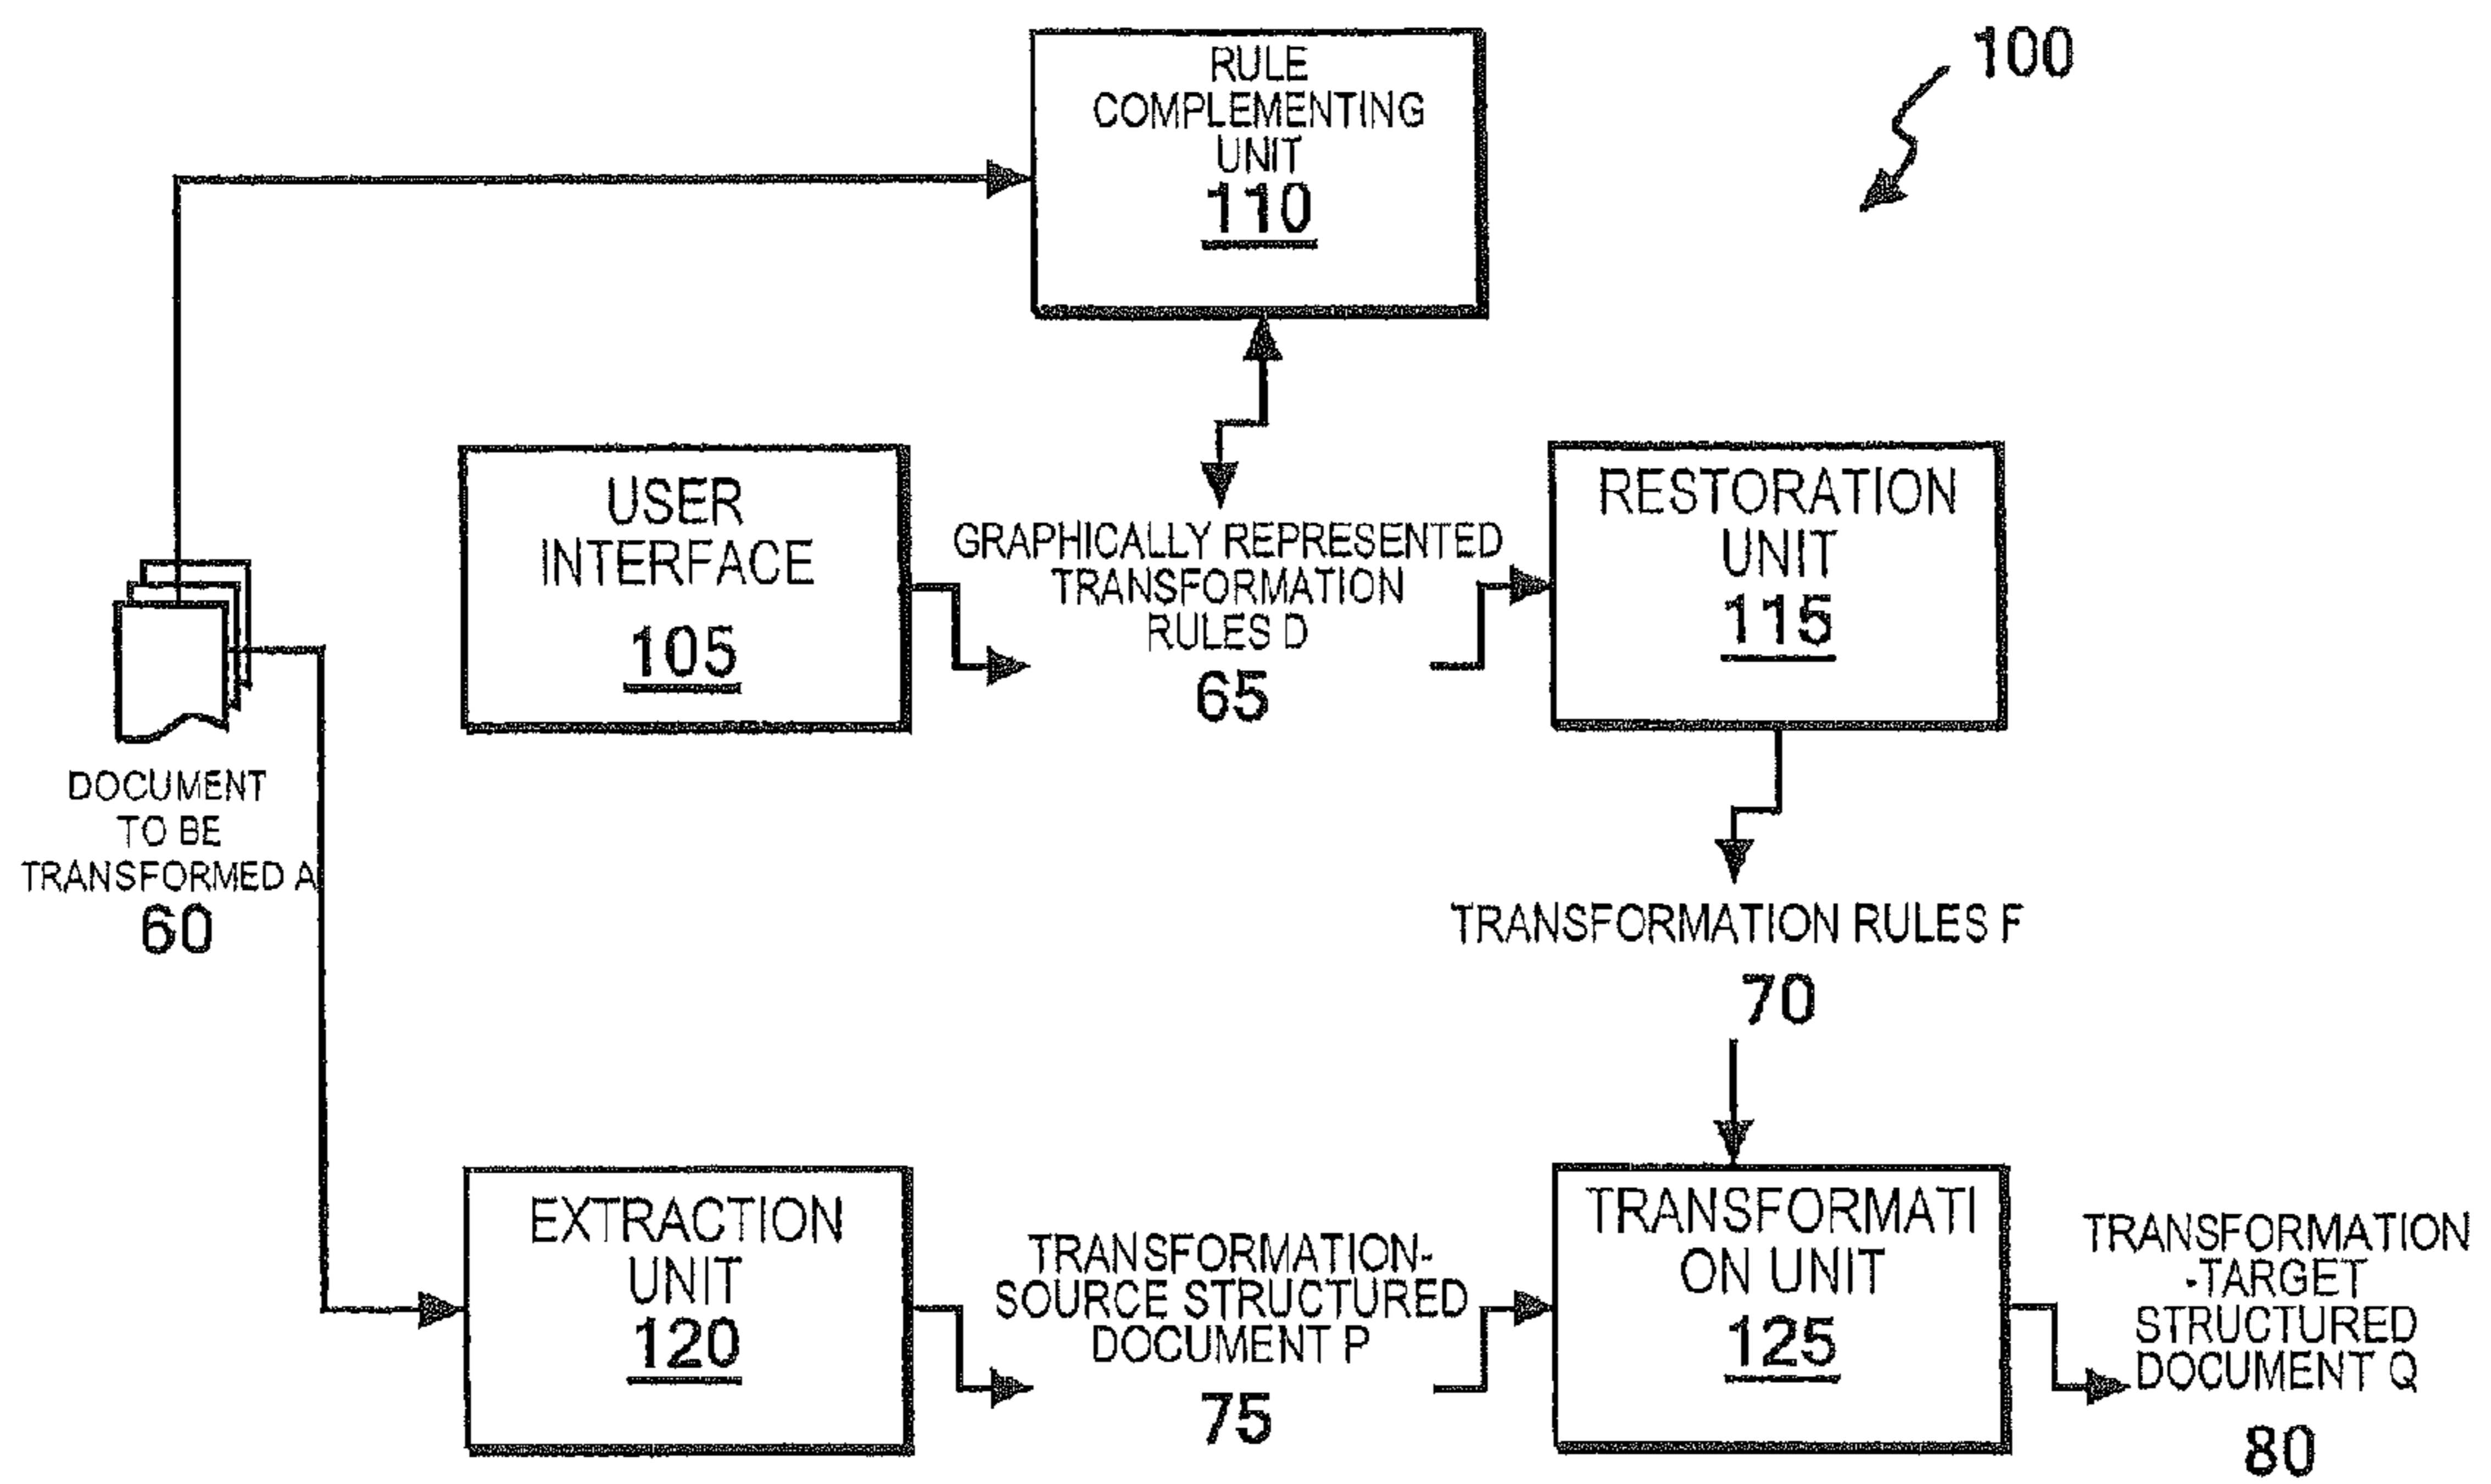 100
RULE
COMPLEMENTING
UNIT
110
USER
INTERFACE
105
GRAPHICALLY REPRESENTED
TRANSFORMATION
RULES D
65
RESTORATION
UNIT
115
DOCUMENT
TO BE
TRANSFORMED A
60
TRANSFORMATION RULES F
70
EXTRACTION
UNIT
120
TRANSFORMATION-
SOURCE STRUCTURED
DOCUMENT P
75
TRANSFORMATI
ON UNIT
125
TRANSFORMATION
-TARGET
STRUCTURED
DOCUMENT Q
80